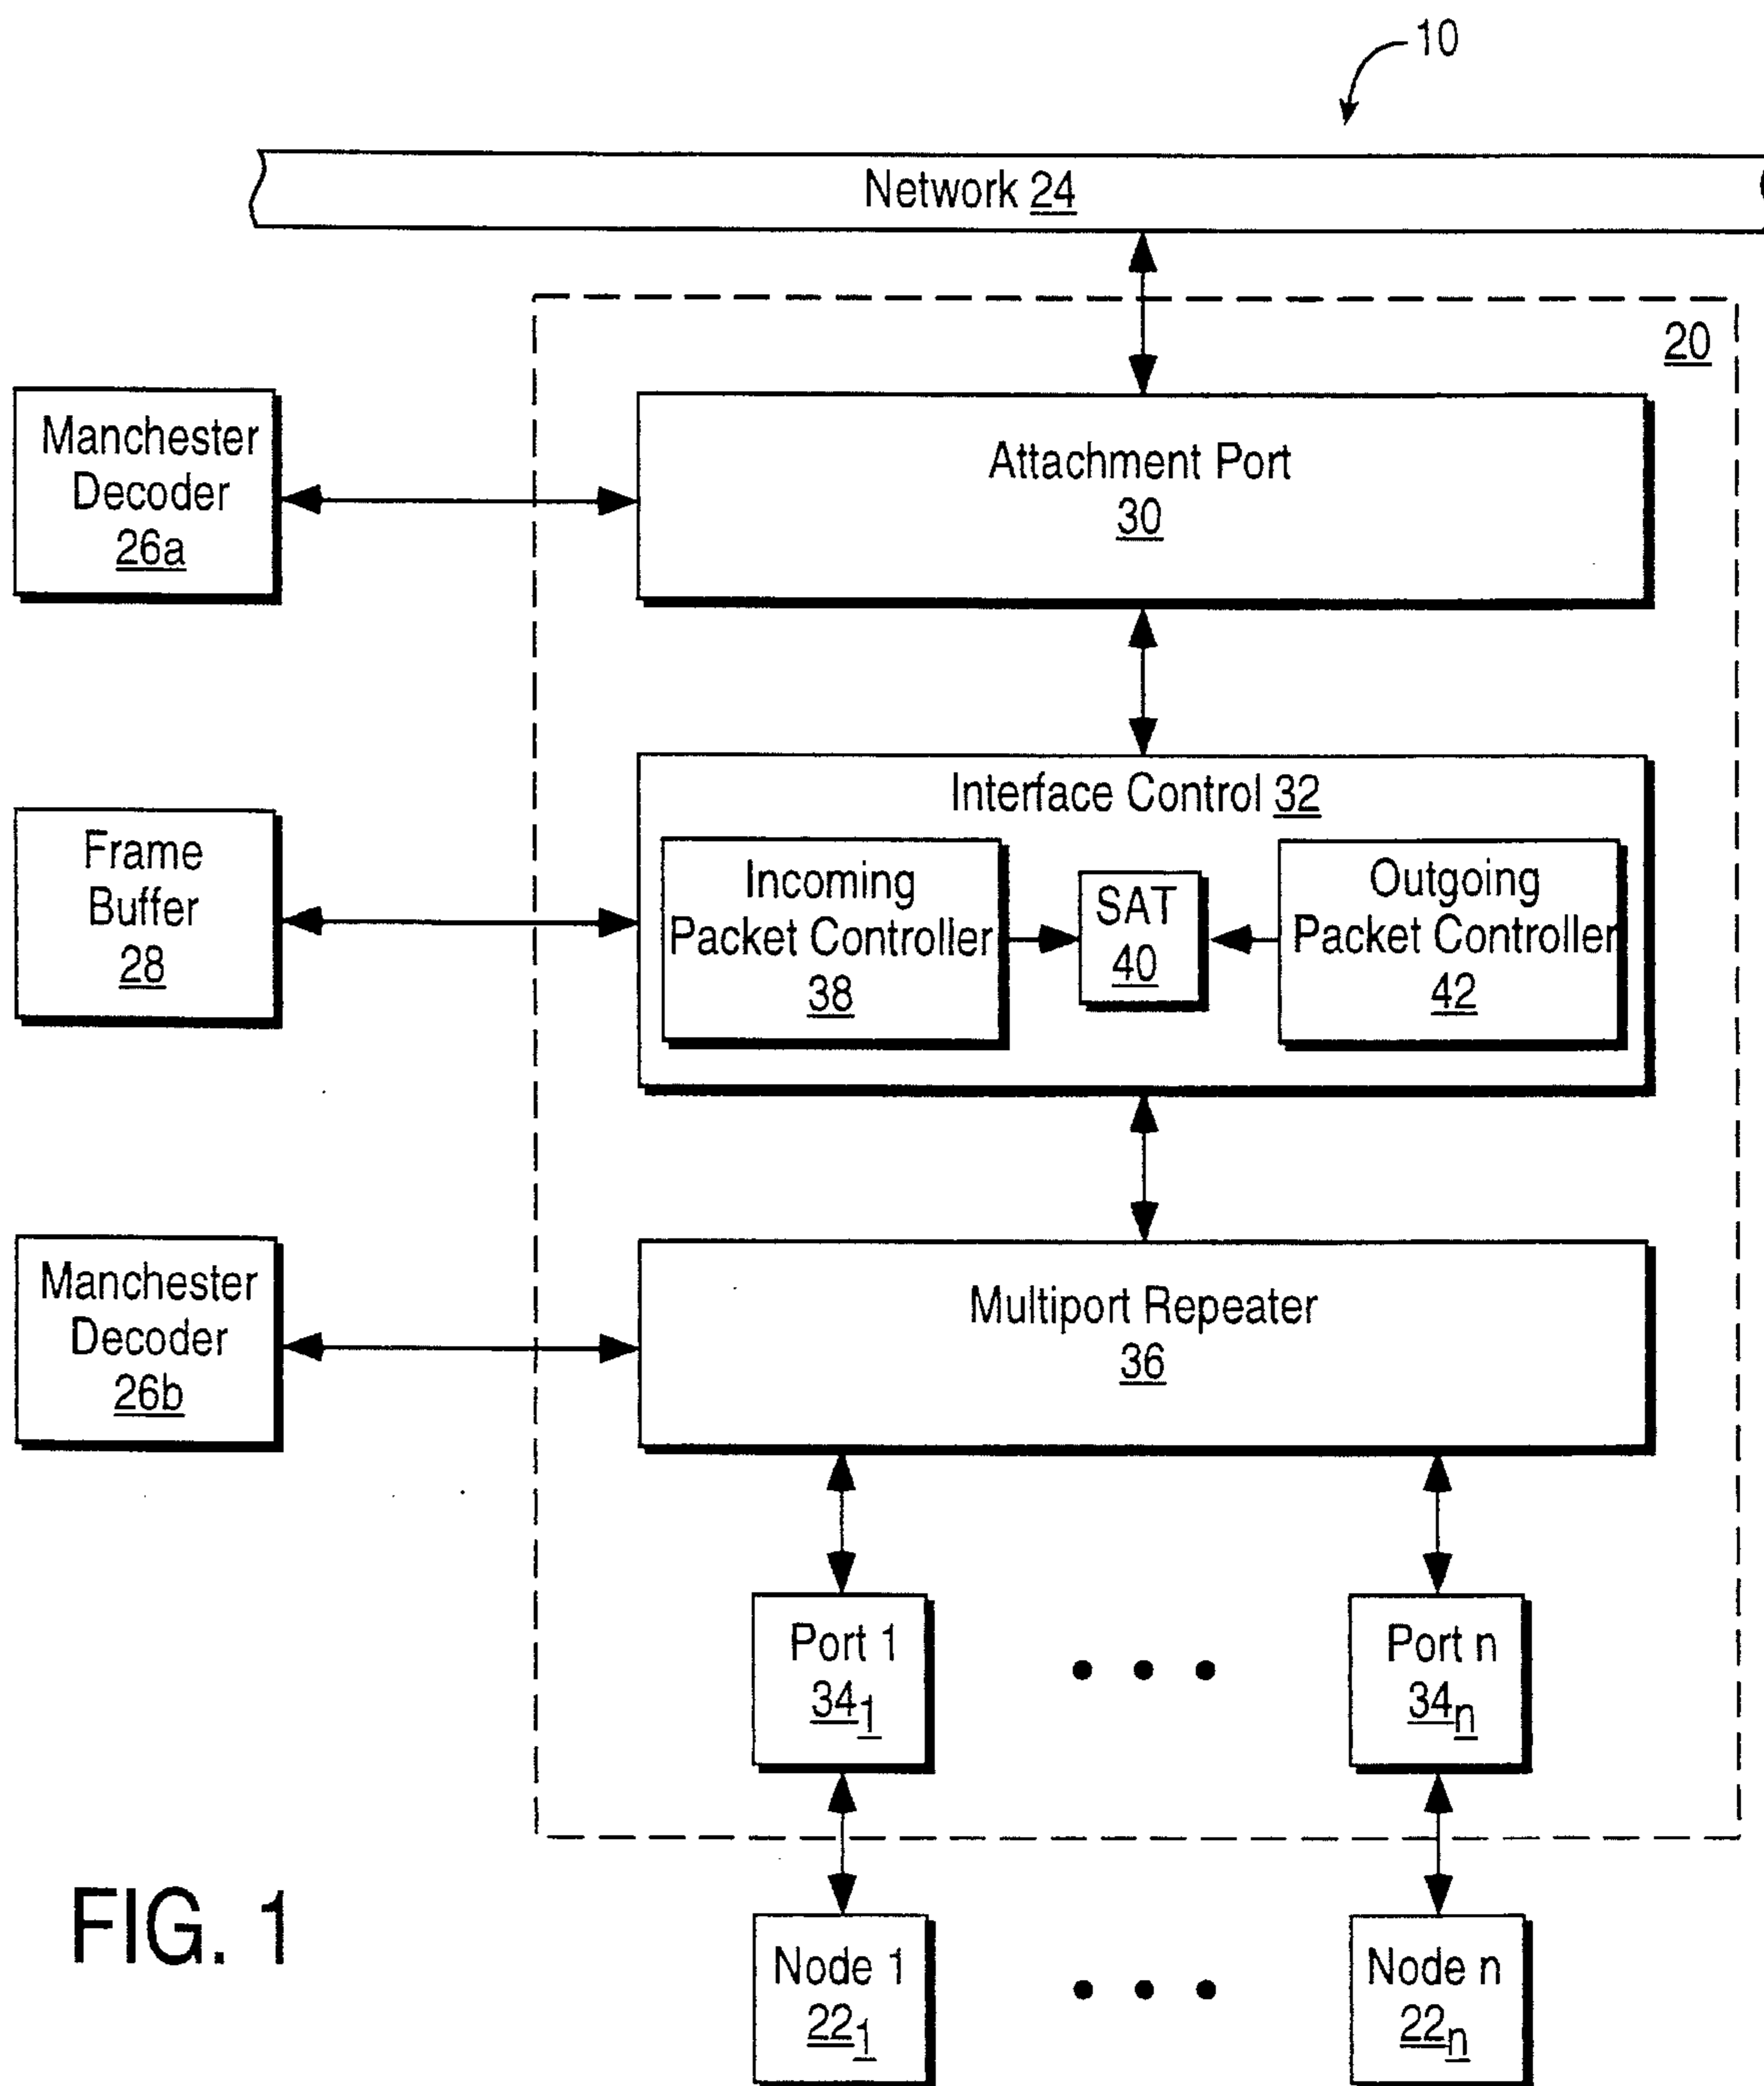 10
Network 24
20
Manchester
Decoder
26a
Attachment Port
30
Interface Control 32
Frame
Buffer
28
Incoming
Packet Controller
38
SAT
40
Outgoing
Packet Controller
42
Manchester
Decoder
26b
Multiport Repeater
36
Port 1
34₁
• • •
Port n
34ₙ
FIG. 1
Node 1
22₁
• • •
Node n
22ₙ